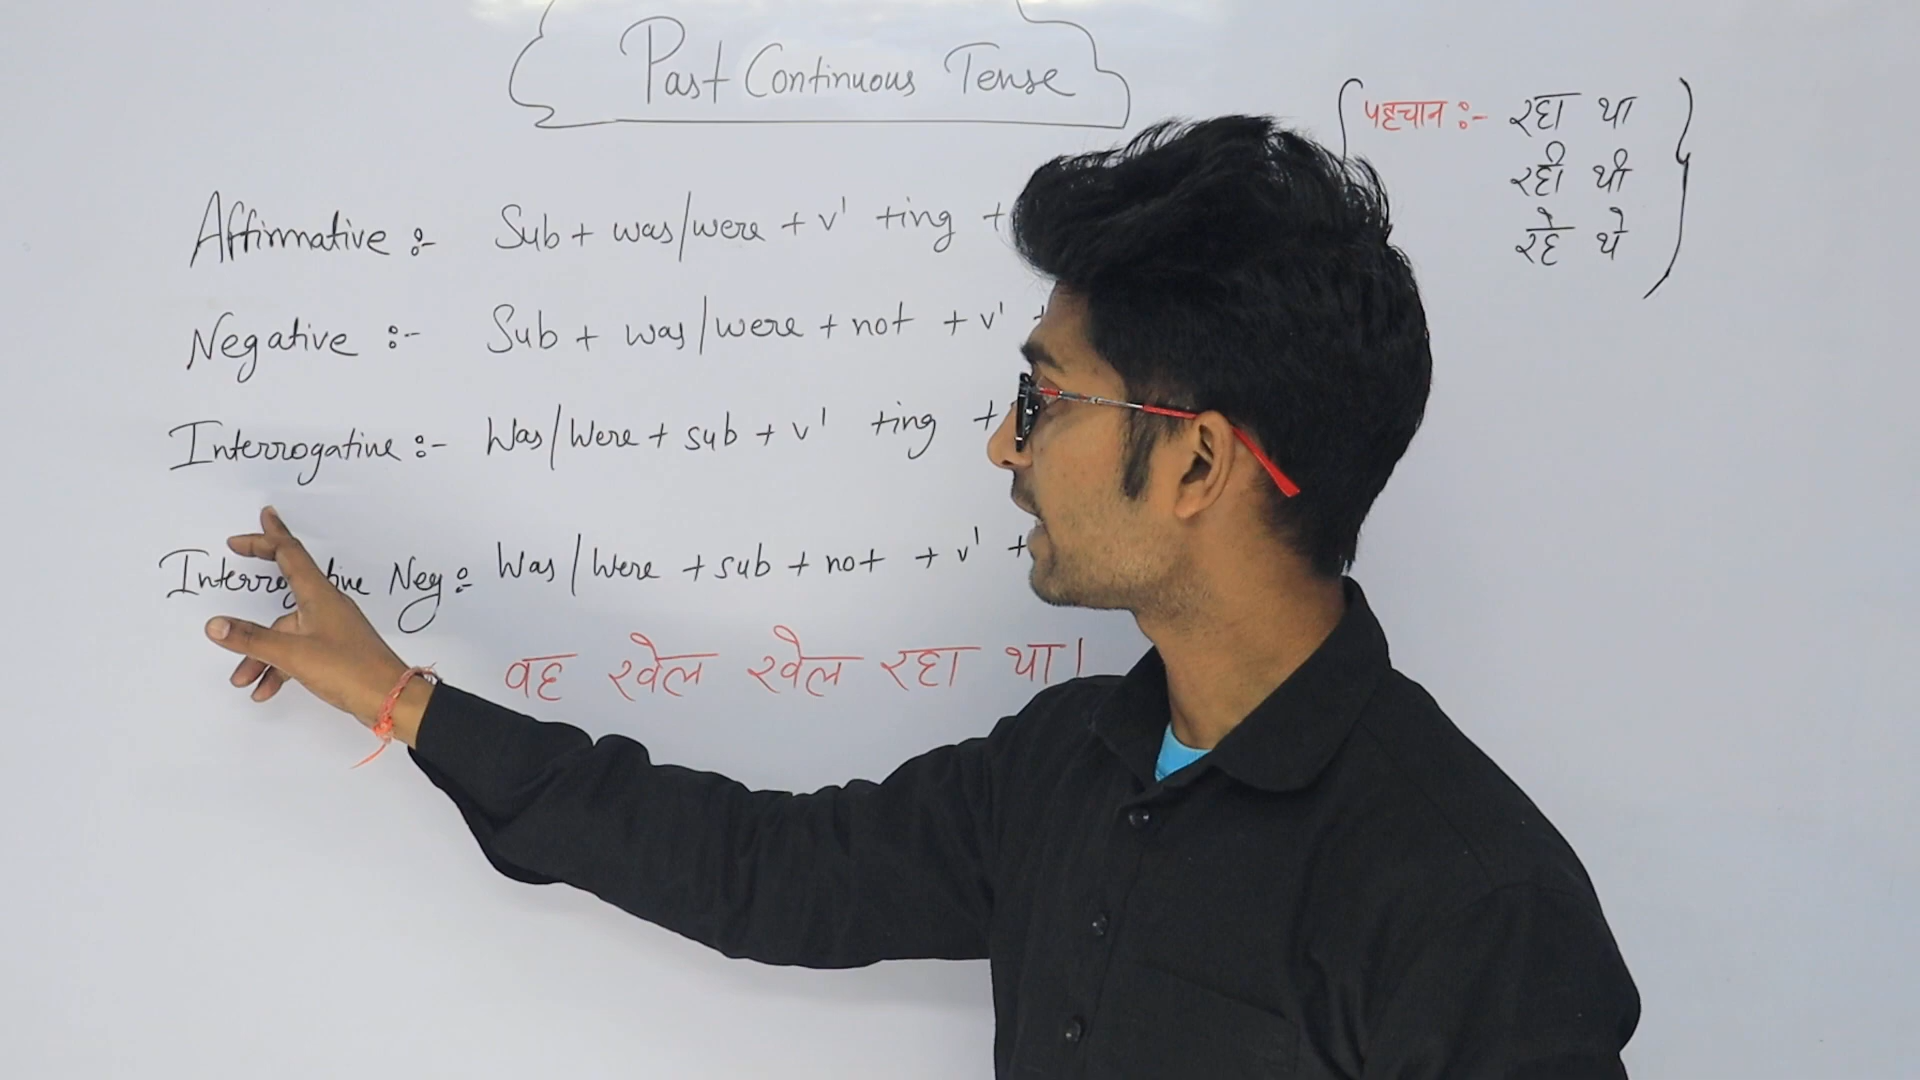 Past Continuous Tense
पहचान :- रहा था
रही थी
रहे थे
Affirmative :- Sub + was/were + v¹ +ing +
Negative :- Sub + was/were + not + v¹ +
Interrogative :- Was/Were + sub + v¹ +ing +
Interrogative Neg :- Was/Were + sub + not + v¹ +
वह खेल खेल रहा था।